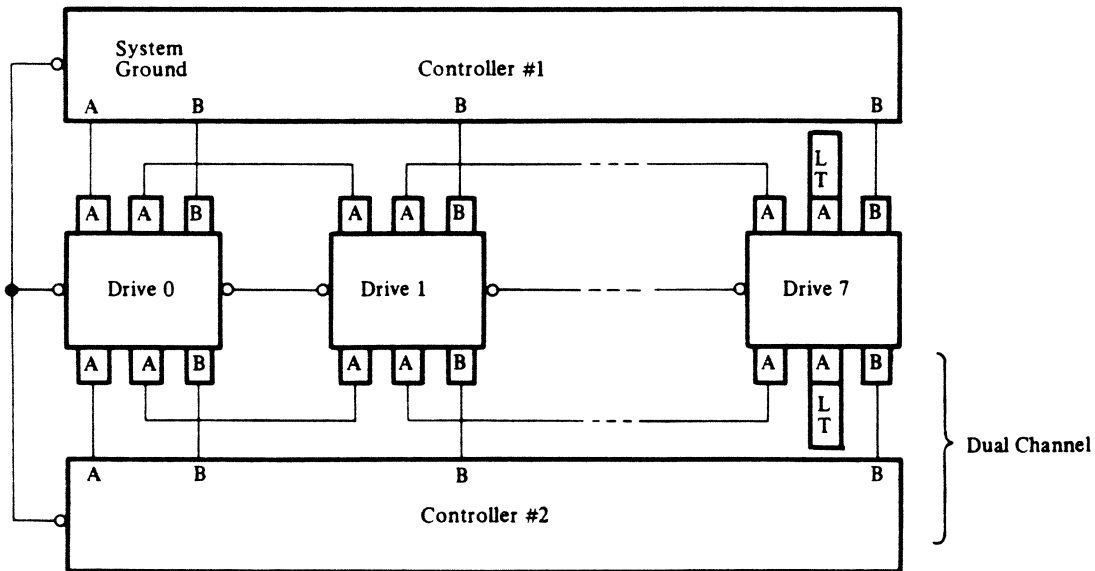 System
Ground
Controller #1
A B B B
L
T
A A B A A B A A B
Drive 0 Drive 1 Drive 7
A A B A A B A A B
L
T
Dual Channel
A B B B
Controller #2